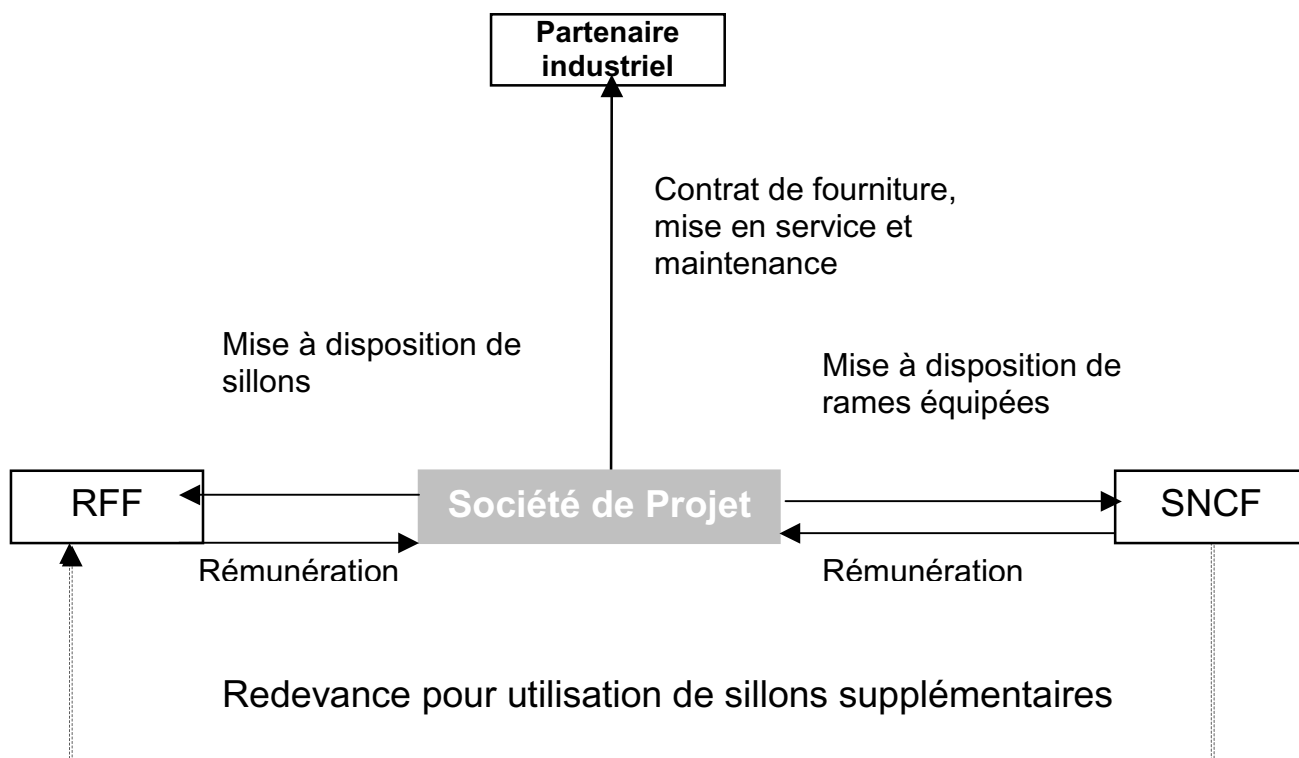 Partenaire
industriel
Contrat de fourniture,
mise en service et
maintenance
Mise à disposition de
sillons
Mise à disposition de
rames équipées
RFF
Société de Projet
SNCF
Rémunération
Rémunération
Redevance pour utilisation de sillons supplémentaires